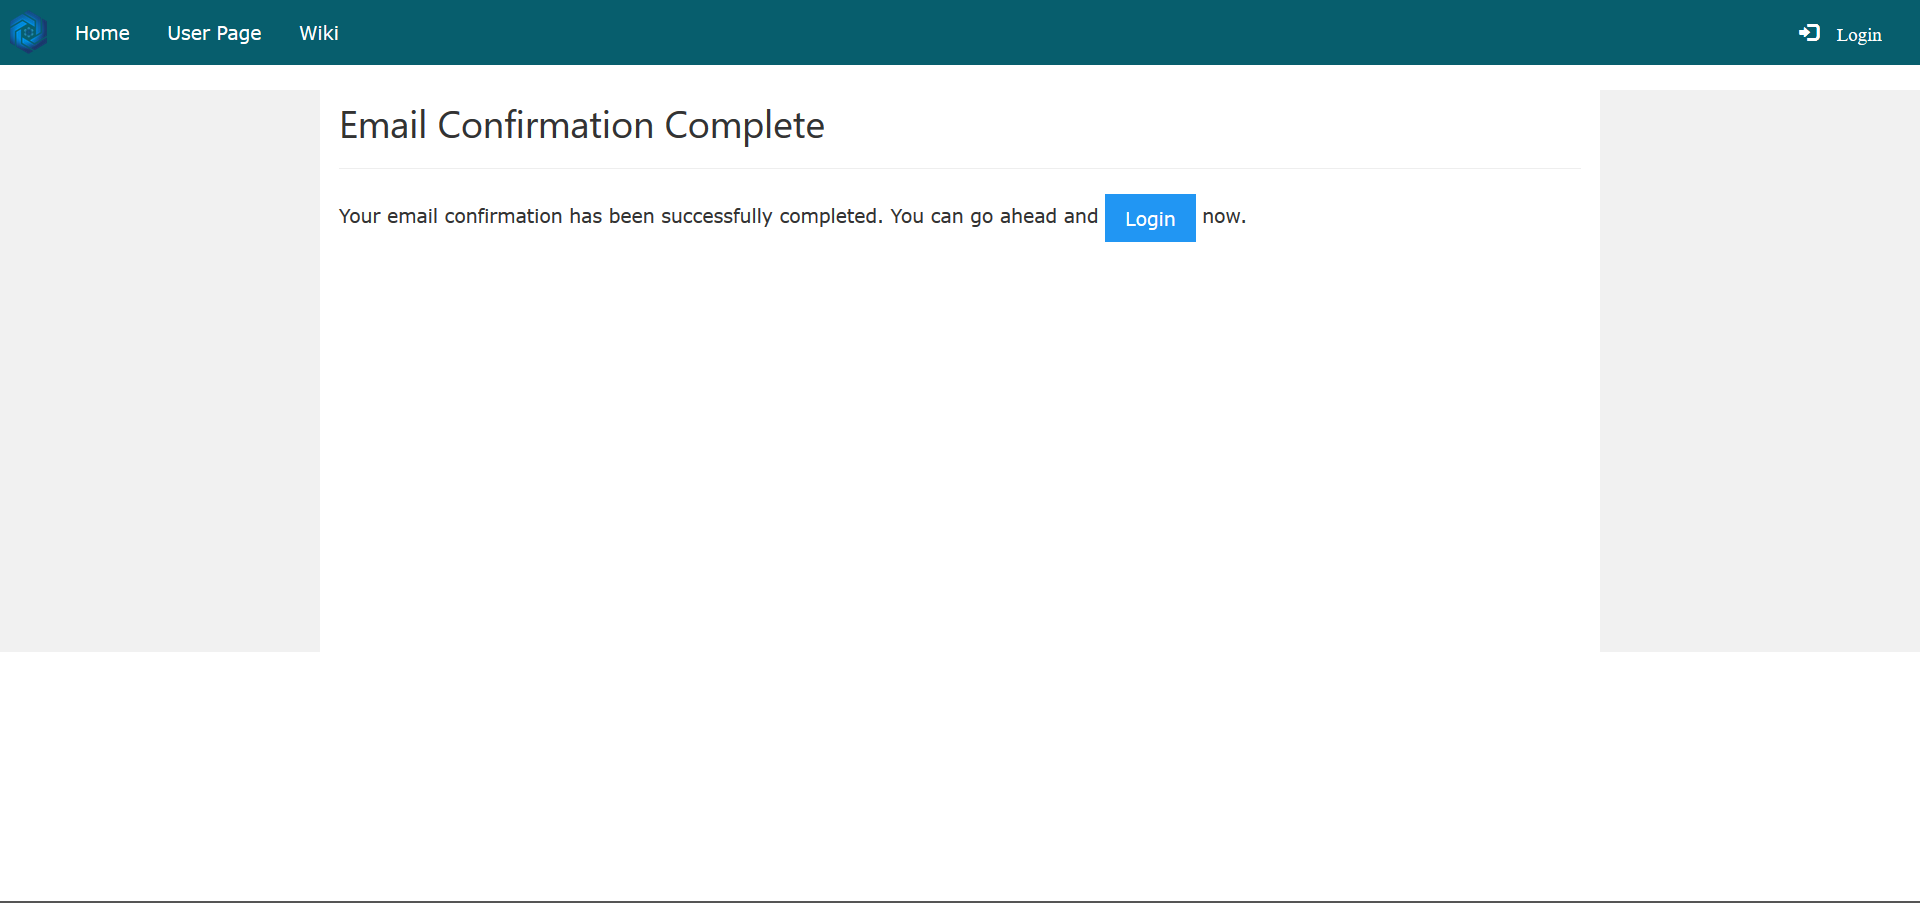 Home User Page Wiki Login
Email Confirmation Complete
Your email confirmation has been successfully completed. You can go ahead and Login now.